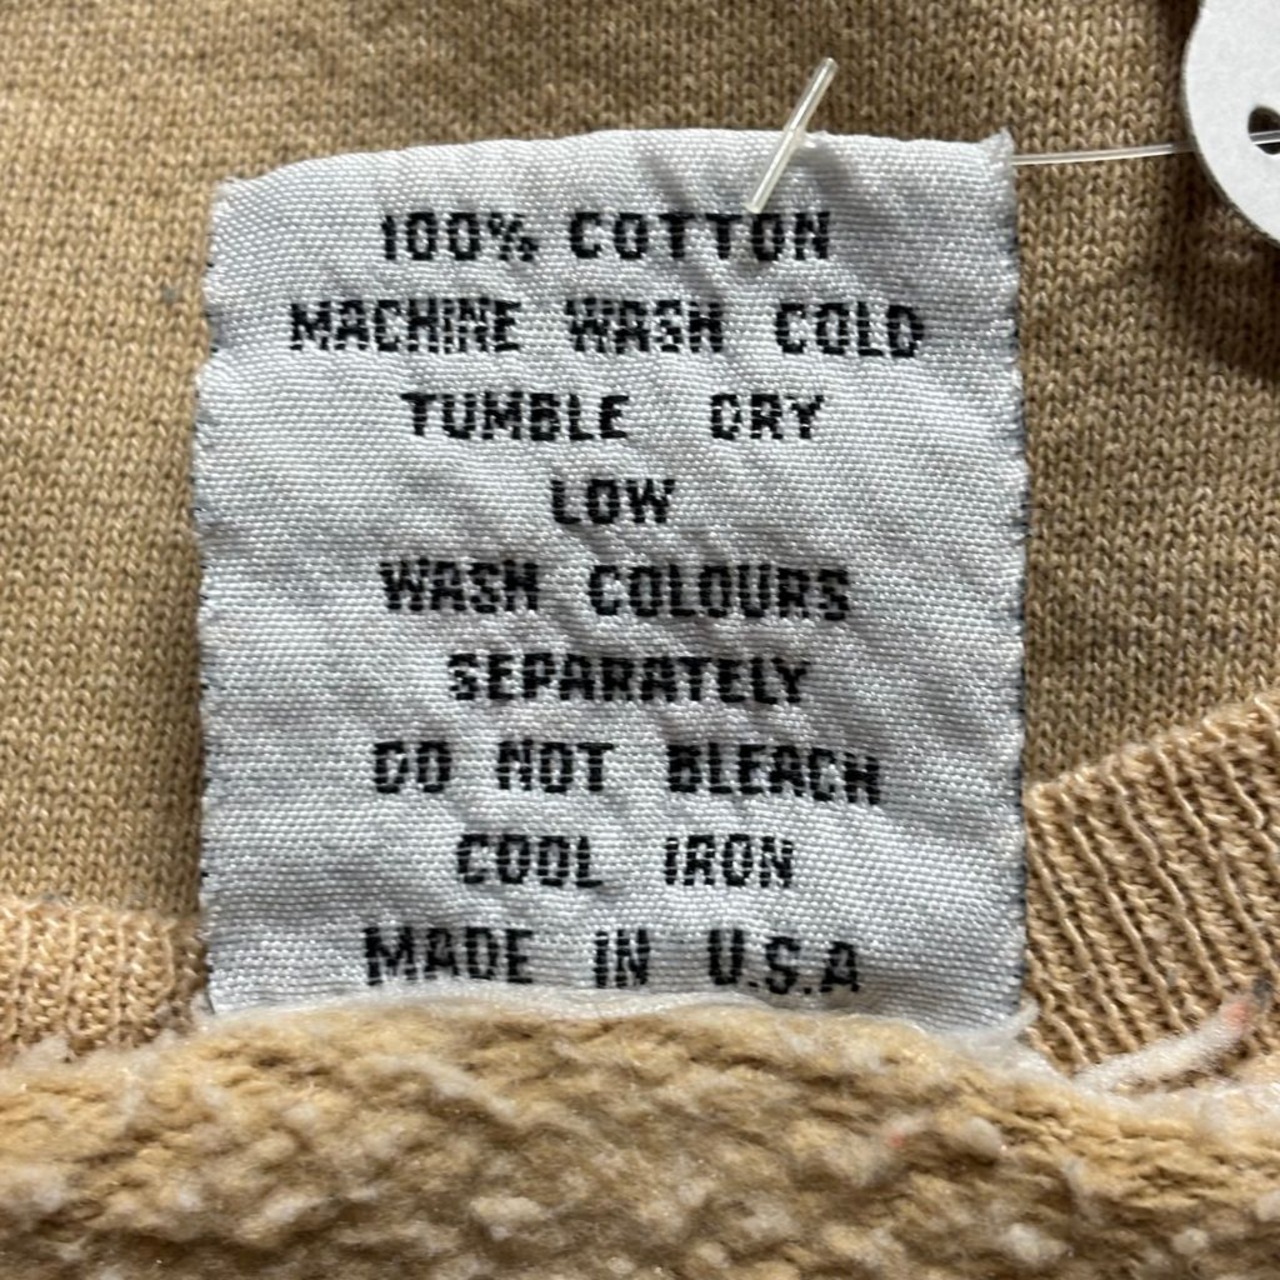 100% COTTON
MACHINE WASH COLD
TUMBLE DRY
LOW
WASH COLOURS
SEPARATELY
DO NOT BLEACH
COOL IRON
MADE IN U.S.A